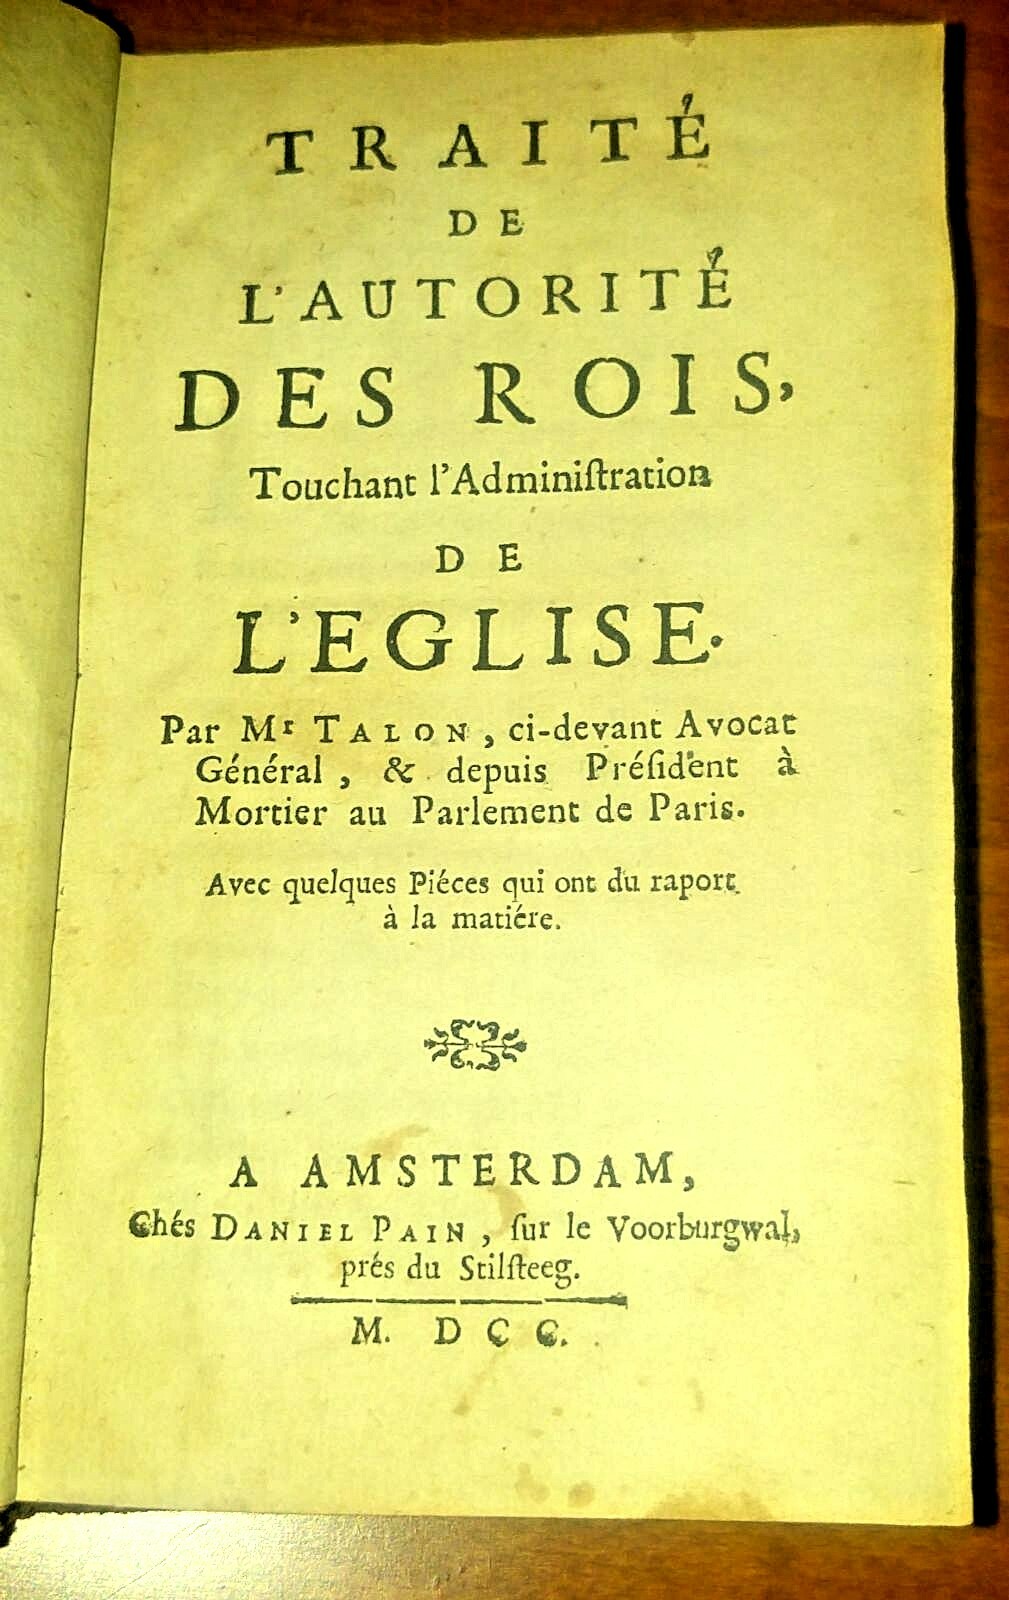 TRAITÉ
DE
L'AUTORITÉ
DES ROIS,
Touchant l'Adminiſtration
DE
L'EGLISE.
Par Mr TALON, ci-devant Avocat
Général, & depuis Préſident à
Mortier au Parlement de Paris.
Avec quelques Piéces qui ont du raport
à la matiére.
A AMSTERDAM,
Chés DANIEL PAIN, ſur le Voorburgwal,
prés du Stilſteeg.
M. DCC.